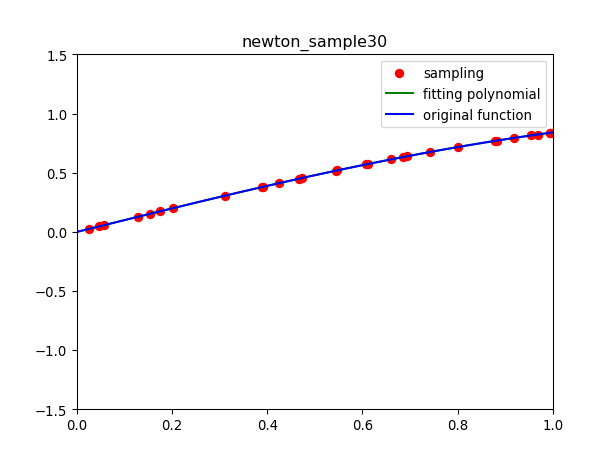 newton_sample30
sampling
fitting polynomial
original function
1.5
1.0
0.5
0.0
−0.5
−1.0
−1.5
0.0 0.2 0.4 0.6 0.8 1.0